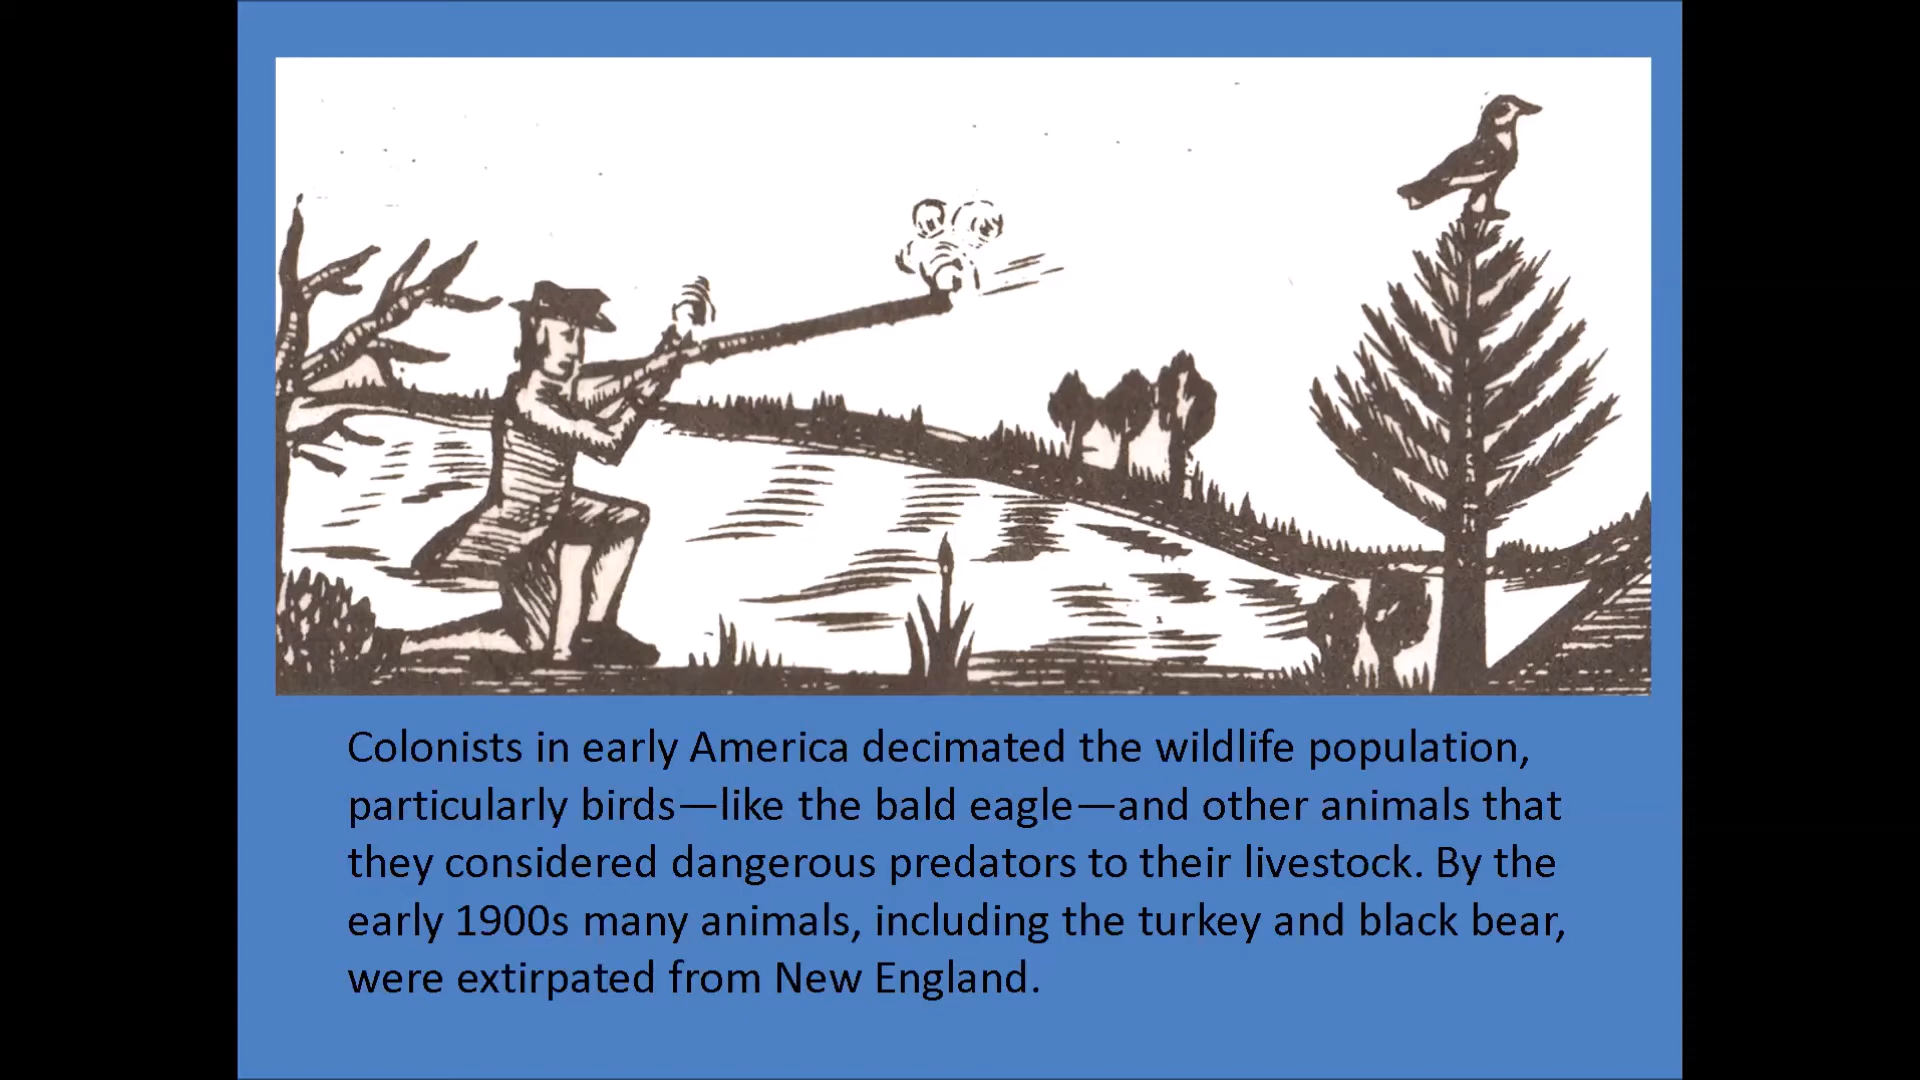 Colonists in early America decimated the wildlife population,
particularly birds—like the bald eagle—and other animals that
they considered dangerous predators to their livestock. By the
early 1900s many animals, including the turkey and black bear,
were extirpated from New England.